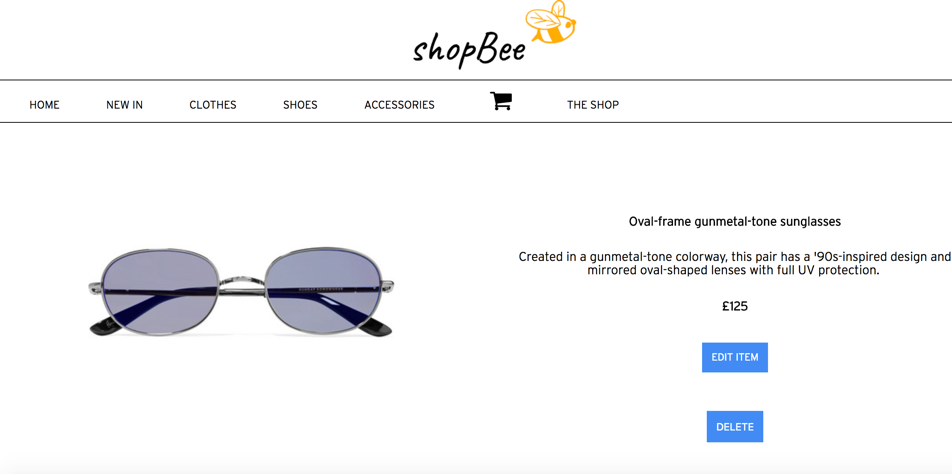 shopBee
HOME NEW IN CLOTHES SHOES ACCESSORIES THE SHOP
Oval-frame gunmetal-tone sunglasses
Created in a gunmetal-tone colorway, this pair has a '90s-inspired design and
mirrored oval-shaped lenses with full UV protection.
£125
EDIT ITEM
DELETE